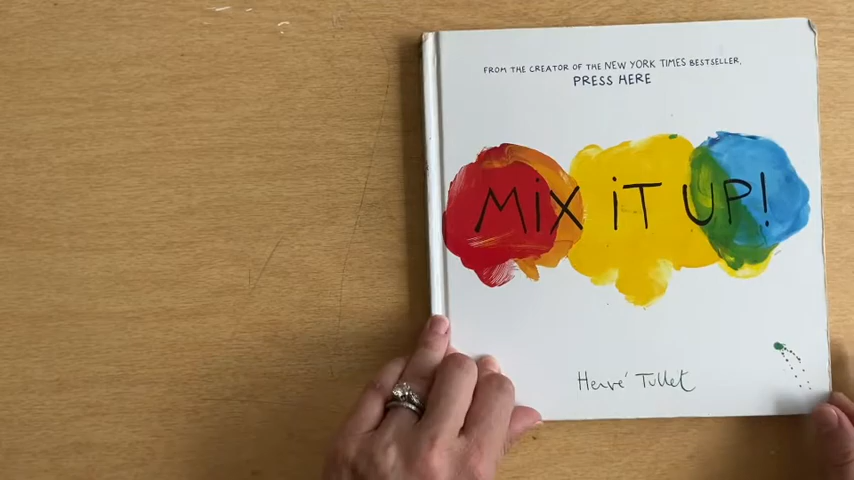 FROM THE CREATOR OF THE NEW YORK TIMES BESTSELLER,
PRESS HERE
MiX iT UP!
Hervé Tullet